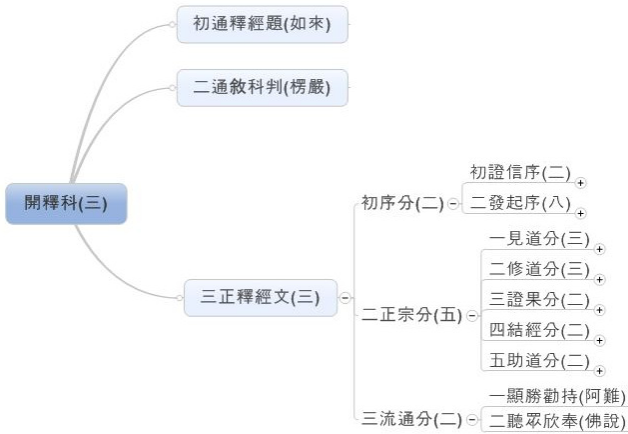 初通釋經題(如來)
二通敘科判(楞嚴)
開釋科(三)
三正釋經文(三)
初序分(二)
初證信序(二)
二發起序(八)
二正宗分(五)
一見道分(三)
二修道分(三)
三證果分(二)
四結經分(二)
五助道分(二)
三流通分(二)
一顯勝勸持(阿難)
二聽眾欣奉(佛說)